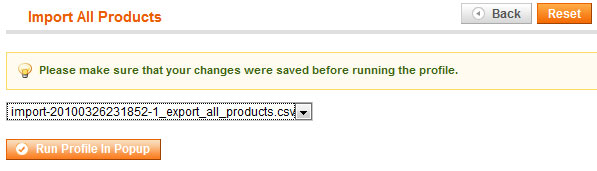 Import All Products
Back
Reset
Please make sure that your changes were saved before running the profile.
import-20100326231852-1_export_all_products.csv
Run Profile In Popup